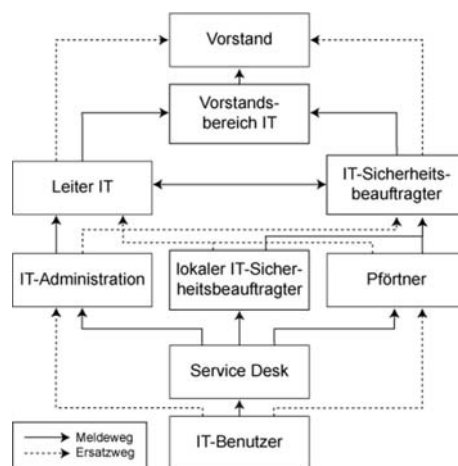 Vorstand
Vorstands-
bereich IT
Leiter IT
IT-Sicherheits-
beauftragter
IT-Administration
lokaler IT-Sicher-
heitsbeauftragter
Pförtner
Service Desk
IT-Benutzer
Meldeweg
Ersatzweg